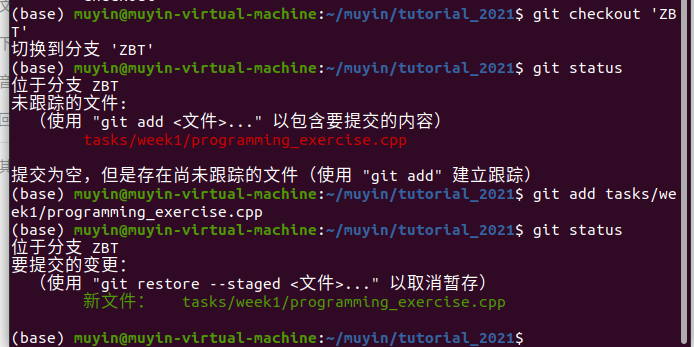 (base) muyin@muyin-virtual-machine:~/muyin/tutorial_2021$ git checkout 'ZB
T'
切换到分支 'ZBT'
(base) muyin@muyin-virtual-machine:~/muyin/tutorial_2021$ git status
位于分支 ZBT
未跟踪的文件:
（使用 "git add <文件>..." 以包含要提交的内容）
tasks/week1/programming_exercise.cpp
提交为空，但是存在尚未跟踪的文件（使用 "git add" 建立跟踪）
(base) muyin@muyin-virtual-machine:~/muyin/tutorial_2021$ git add tasks/we
ek1/programming_exercise.cpp
(base) muyin@muyin-virtual-machine:~/muyin/tutorial_2021$ git status
位于分支 ZBT
要提交的变更：
（使用 "git restore --staged <文件>..." 以取消暂存）
新文件： tasks/week1/programming_exercise.cpp
(base) muyin@muyin-virtual-machine:~/muyin/tutorial_2021$